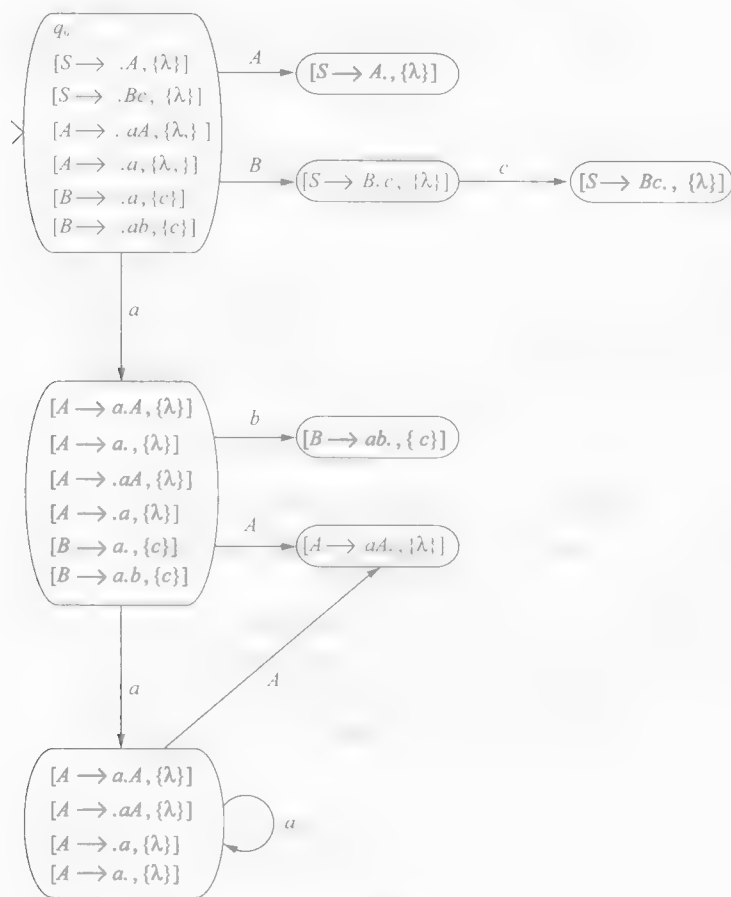 q₀
[S → .A, {λ}]
[S → .Bc, {λ}]
[A → .aA, {λ,}]
[A → .a, {λ,}]
[B → .a, {c}]
[B → .ab, {c}]
A
[S → A., {λ}]
B
[S → B.c, {λ}]
c
[S → Bc., {λ}]
a
[A → a.A, {λ}]
[A → a., {λ}]
[A → .aA, {λ}]
[A → .a, {λ}]
[B → a., {c}]
[B → a.b, {c}]
b
[B → ab., {c}]
A
[A → aA., {λ}]
a
A
[A → a.A, {λ}]
[A → .aA, {λ}]
[A → .a, {λ}]
[A → a., {λ}]
a